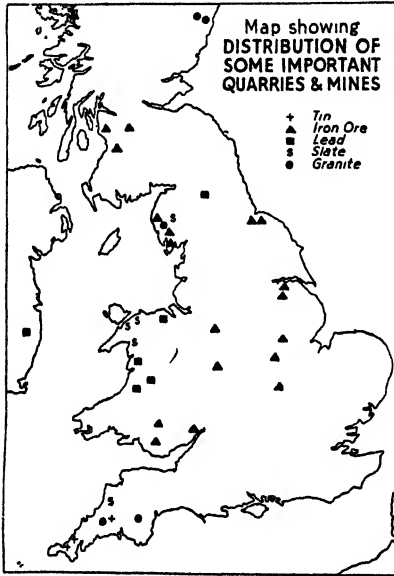 Map showing
DISTRIBUTION OF
SOME IMPORTANT
QUARRIES & MINES
+ Tin
▲ Iron Ore
■ Lead
S Slate
● Granite